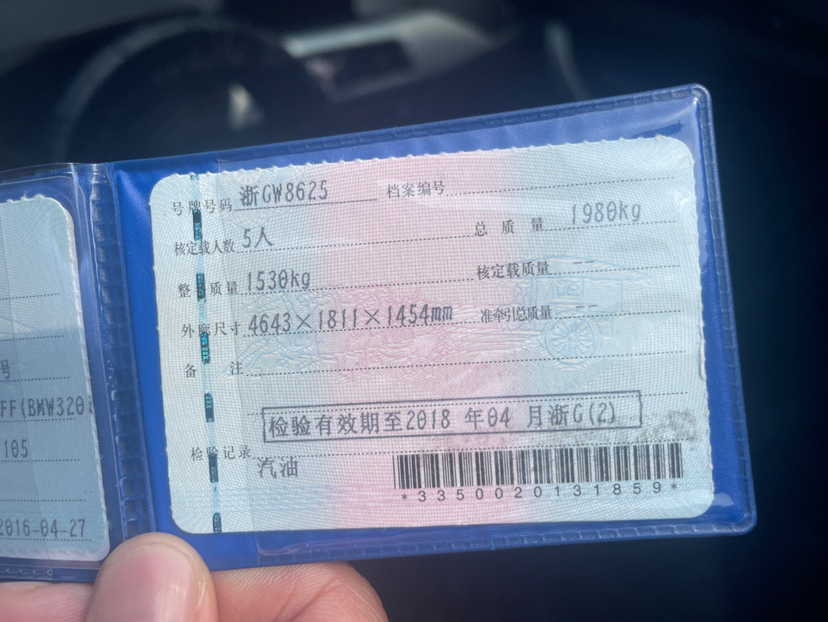 号牌号码 浙GW8625 档案编号
核定载人数 5人 总质量 1980kg
整备质量 1530kg 核定载质量 --
外廓尺寸 4643×1811×1454mm 准牵引总质量 --
备注
检验有效期至2018 年04 月浙G(2)
检验记录
汽油
*3350020131859*
号
FF(BMW320
105
2016-04-27